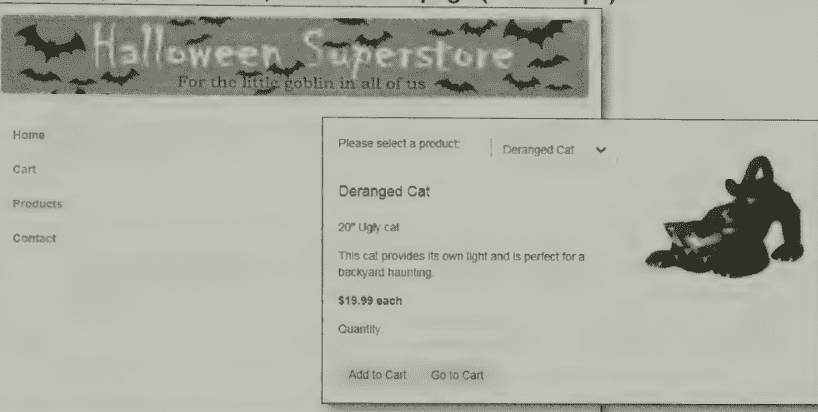 Halloween Superstore
For the little goblin in all of us
Home
Cart
Products
Contact
Please select a product:
Deranged Cat
Deranged Cat
20" Ugly cat
This cat provides its own light and is perfect for a
backyard haunting.
$19.99 each
Quantity
Add to Cart
Go to Cart